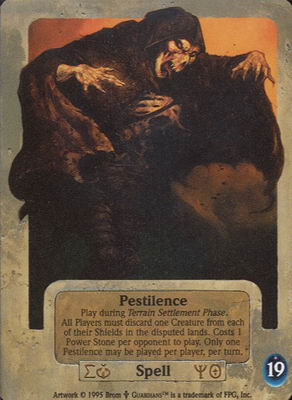 Pestilence
Play during Terrain Settlement Phase.
All Players must discard one Creature from each
of their Shields in the disputed lands. Costs 1
Power Stone per opponent to play. Only one
Pestilence may be played per player, per turn.
Spell
19
Artwork © 1995 Brom Guardians™ is a trademark of FPG, Inc.